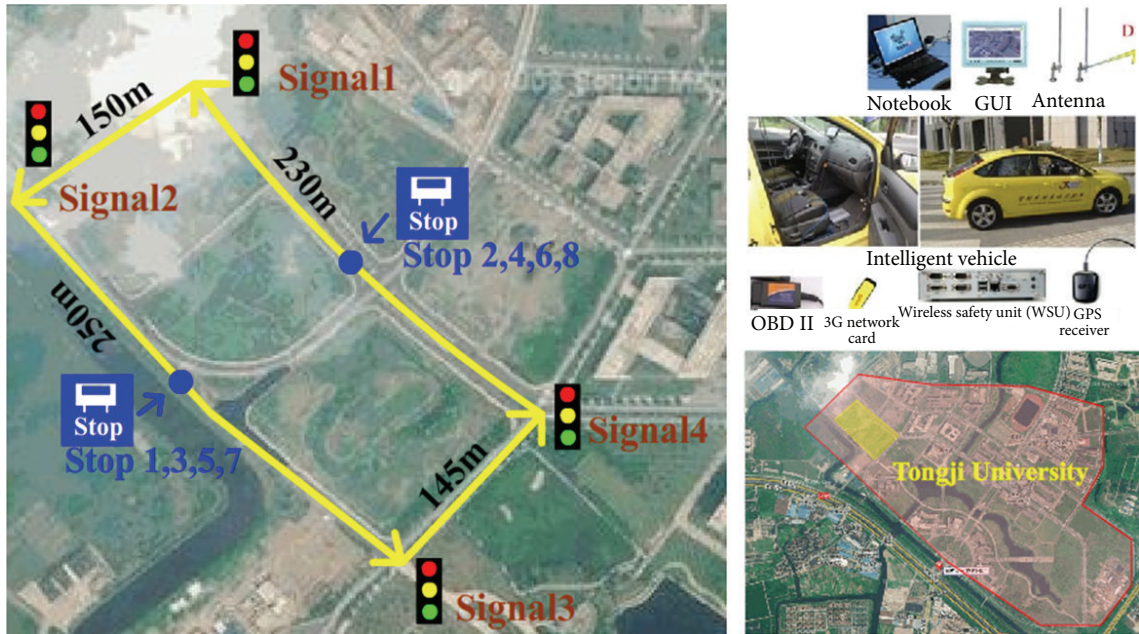 Signal1
150m
Signal2
230m
Stop
Stop 2,4,6,8
250m
Stop
Stop 1,3,5,7
Signal4
145m
Signal3
D
Notebook
GUI
Antenna
Intelligent vehicle
OBD II
3G network
card
Wireless safety unit (WSU)
GPS
receiver
Tongji University